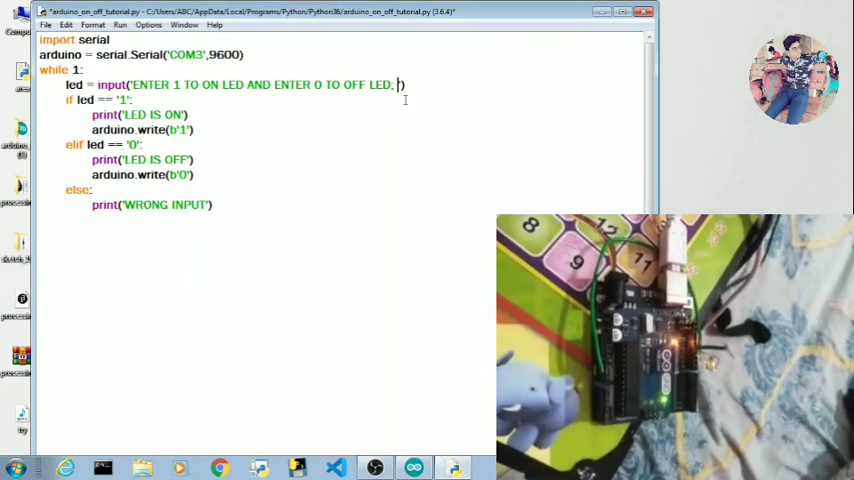 *arduino_on_off_tutorial.py - C:/Users/ABC/AppData/Local/Programs/Python/Python36/arduino_on_off_tutorial.py (3.6.4)*
File Edit Format Run Options Window Help
import serial
arduino = serial.Serial('COM3',9600)
while 1:
led = input('ENTER 1 TO ON LED AND ENTER 0 TO OFF LED; ')
if led == '1':
print('LED IS ON')
arduino.write(b'1')
elif led == '0':
print('LED IS OFF')
arduino.write(b'0')
else:
print('WRONG INPUT')
try
8
12
9
11